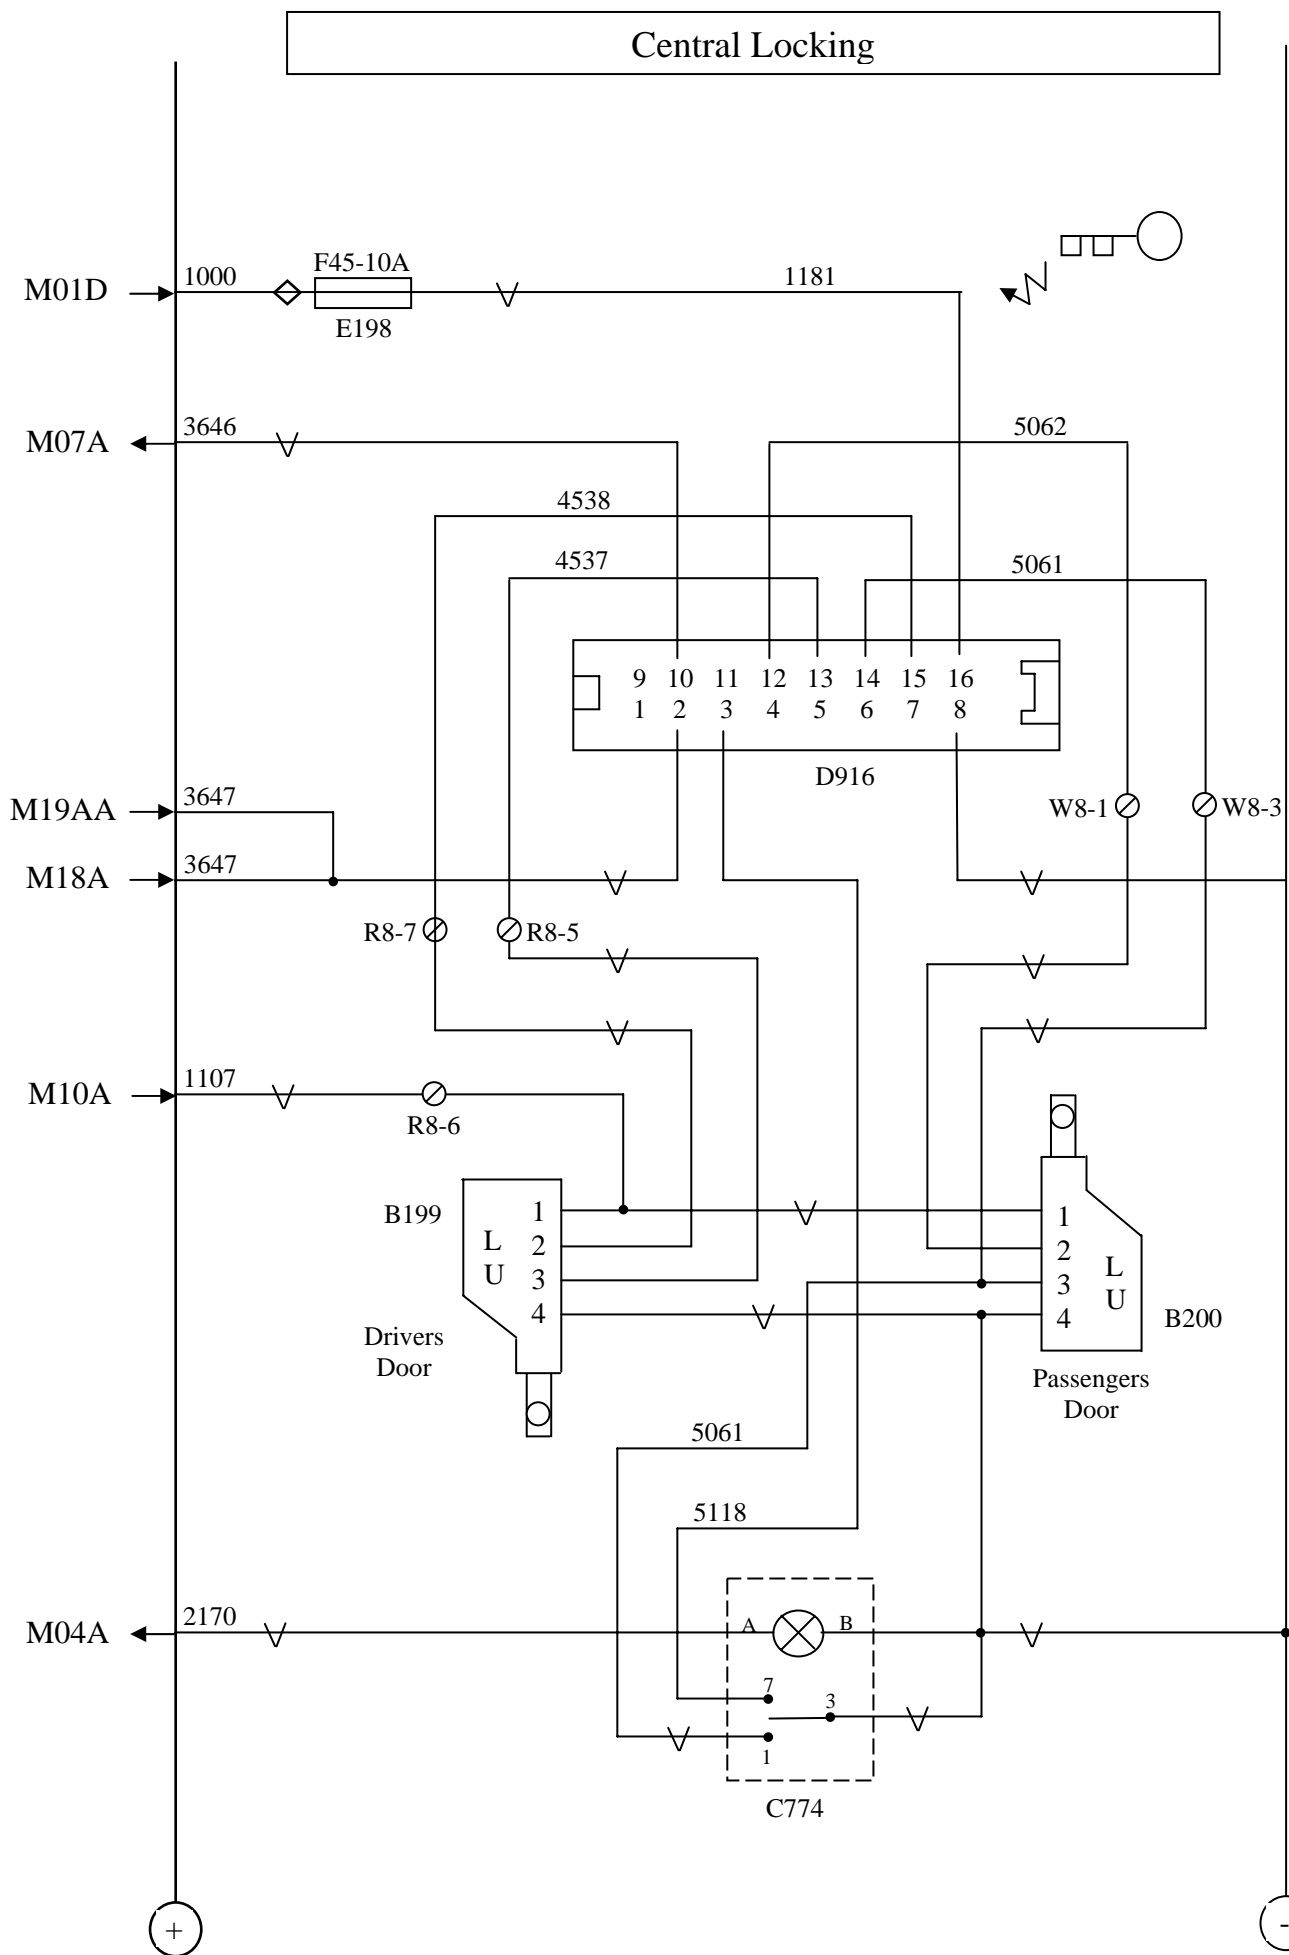 Central Locking
F45-10A
M01D
1000
1181
E198
M07A
3646
5062
4538
4537
5061
9 10 11 12 13 14 15 16
1 2 3 4 5 6 7 8
D916
M19AA
3647
W8-1
W8-3
M18A
3647
R8-7
R8-5
M10A
1107
R8-6
B199
1
2
3
4
L
U
1
2
3
4
L
U
B200
Drivers
Door
Passengers
Door
5061
5118
M04A
2170
A
B
7
3
1
C774
+
-